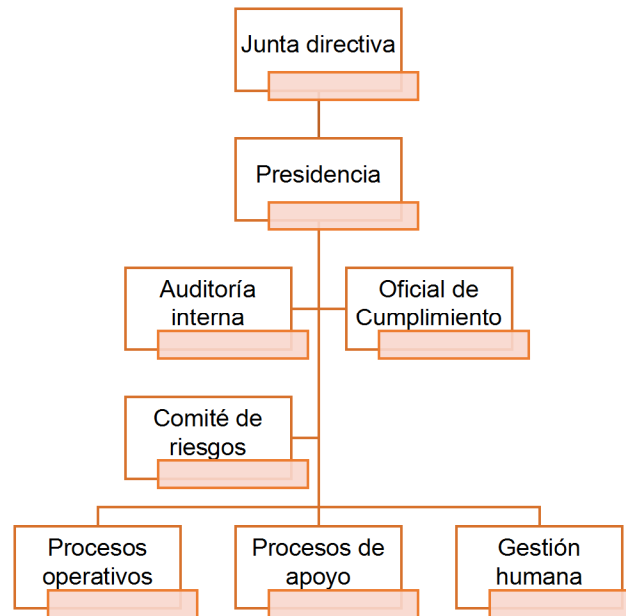 Junta directiva
Presidencia
Auditoría
interna
Oficial de
Cumplimiento
Comité de
riesgos
Procesos
operativos
Procesos de
apoyo
Gestión
humana